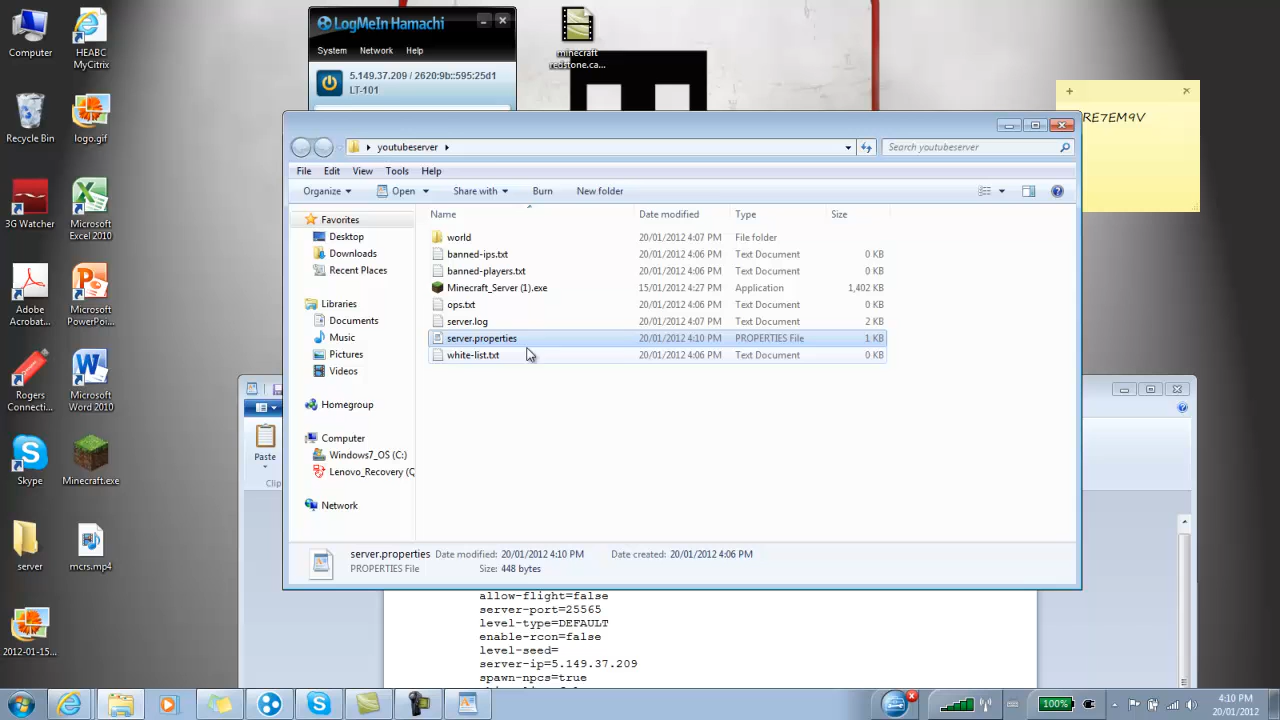 Computer
HEABC
MyCitrix
Recycle Bin
logo.gif
3G Watcher
Microsoft
Excel 2010
Adobe
Acrobat...
Microsoft
PowerPoi...
Rogers
Connecti...
Microsoft
Word 2010
Skype
Minecraft.exe
server
mcrs.mp4
2012-01-15...
LogMeIn Hamachi
System Network Help
5.149.37.209 / 2620:9b::595:25d1
LT-101
minecraft
redstone.ca...
RE7EM9V
youtubeserver
Search youtubeserver
File Edit View Tools Help
Organize Open Share with Burn New folder
Favorites
Desktop
Downloads
Recent Places
Libraries
Documents
Music
Pictures
Videos
Homegroup
Computer
Windows7_OS (C:)
Lenovo_Recovery (Q
Network
Name Date modified Type Size
world 20/01/2012 4:07 PM File folder
banned-ips.txt 20/01/2012 4:06 PM Text Document 0 KB
banned-players.txt 20/01/2012 4:06 PM Text Document 0 KB
Minecraft_Server (1).exe 15/01/2012 4:27 PM Application 1,402 KB
ops.txt 20/01/2012 4:06 PM Text Document 0 KB
server.log 20/01/2012 4:07 PM Text Document 2 KB
server.properties 20/01/2012 4:10 PM PROPERTIES File 1 KB
white-list.txt 20/01/2012 4:06 PM Text Document 0 KB
server.properties Date modified: 20/01/2012 4:10 PM Date created: 20/01/2012 4:06 PM
PROPERTIES File Size: 448 bytes
Paste
Clip
allow-flight=false
server-port=25565
level-type=DEFAULT
enable-rcon=false
level-seed=
server-ip=5.149.37.209
spawn-npcs=true
100%
4:10 PM
20/01/2012